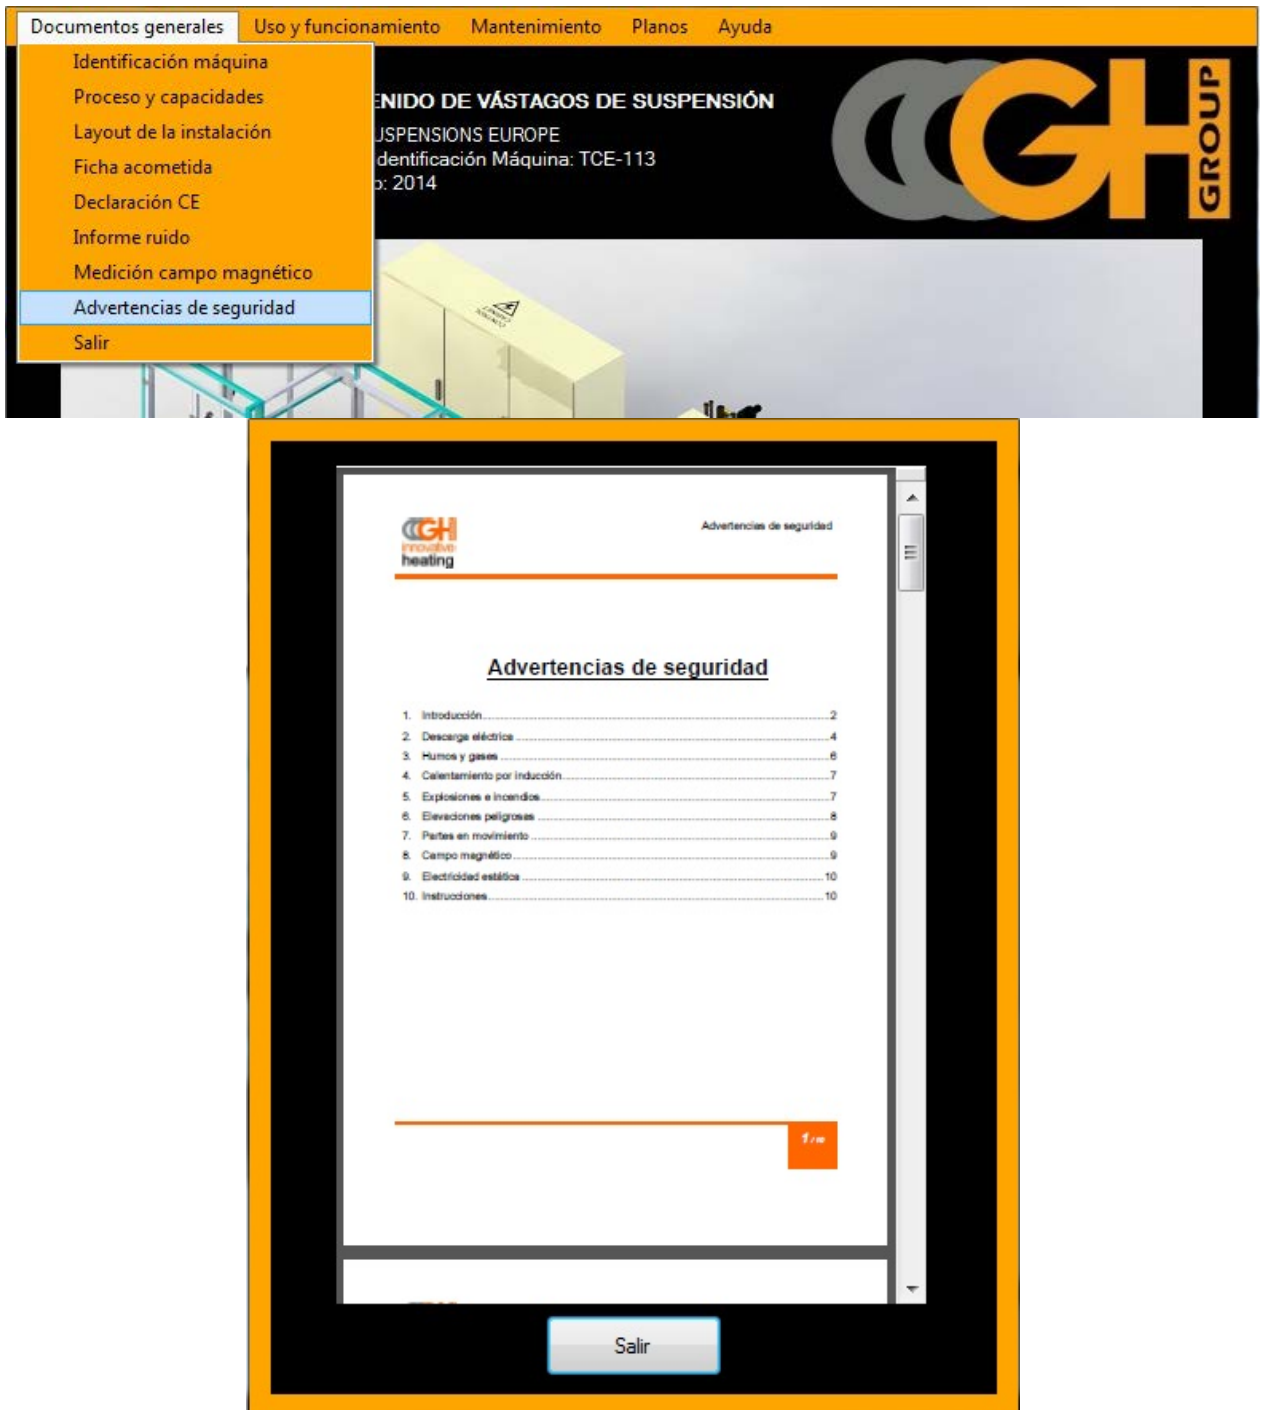 Documentos generales Uso y funcionamiento Mantenimiento Planos Ayuda
Identificación máquina
Proceso y capacidades
Layout de la instalación
Ficha acometida
Declaración CE
Informe ruido
Medición campo magnético
Advertencias de seguridad
Salir
ENIDO DE VÁSTAGOS DE SUSPENSIÓN
USPENSIONS EUROPE
dentificación Máquina: TCE-113
o: 2014
GH GROUP
CONTROL
CABINET
GH
innovative
heating
Advertencias de seguridad
Advertencias de seguridad
1. Introducción 2
2. Descarga eléctrica 4
3. Humos y gases 6
4. Calentamiento por inducción 7
5. Explosiones e incendios 7
6. Elevaciones peligrosas 8
7. Partes en movimiento 9
8. Campo magnético 9
9. Electricidad estática 10
10. Instrucciones 10
1 / 10
Salir